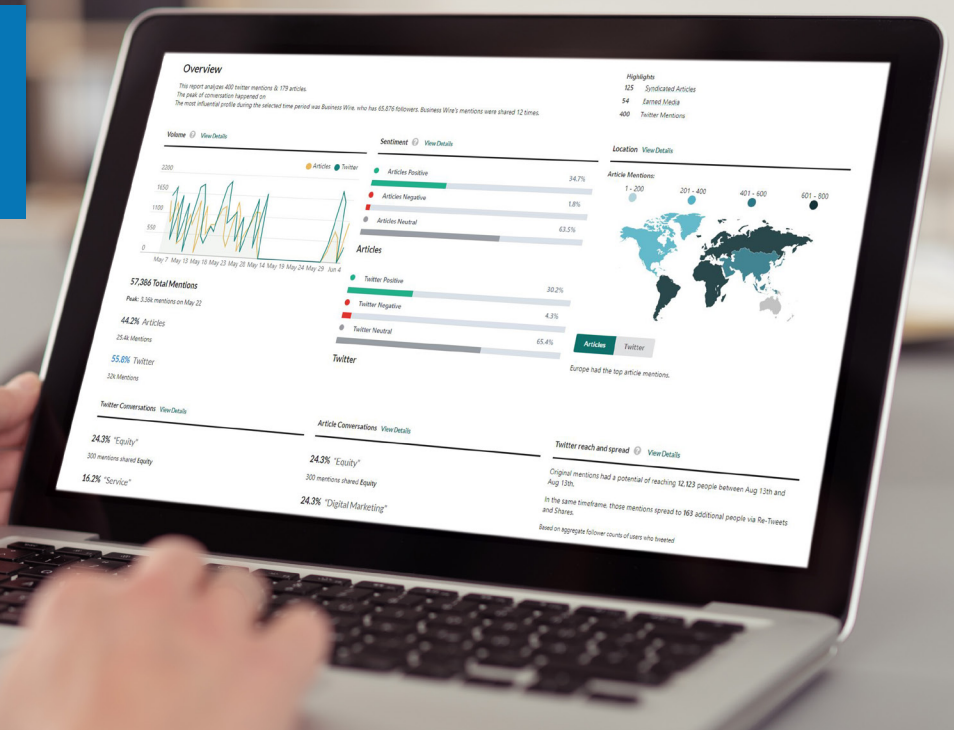 Overview
This report analyzes 400 twitter mentions & 179 articles.
The peak of conversation happened on
The most influential profile during the selected time period was Business Wire, who has 65,876 followers. Business Wire's mentions were shared 12 times.
Highlights
125 Syndicated Articles
54 Earned Media
400 Twitter Mentions
Volume ? View Details
Articles Twitter
2200
1650
1100
550
0
May 7 May 13 May 18 May 23 May 28 May 14 May 19 May 24 May 29 Jun 4
57,386 Total Mentions
Peak: 3.36k mentions on May 22
44.2% Articles
25.4k Mentions
55.8% Twitter
32k Mentions
Sentiment ? View Details
Articles Positive 34.7%
Articles Negative 1.8%
Articles Neutral 63.5%
Articles
Twitter Positive 30.2%
Twitter Negative 4.3%
Twitter Neutral 65.4%
Twitter
Location View Details
Article Mentions:
1 - 200 201 - 400 401 - 600 601 - 800
Articles Twitter
Europe had the top article mentions.
Twitter Conversations View Details
24.3% "Equity"
300 mentions shared Equity
16.2% "Service"
Article Conversations View Details
24.3% "Equity"
300 mentions shared Equity
24.3% "Digital Marketing"
Twitter reach and spread ? View Details
Original mentions had a potential of reaching 12,123 people between Aug 13th and
Aug 13th.
In the same timeframe, those mentions spread to 163 additional people via Re-Tweets
and Shares.
Based on aggregate follower counts of users who tweeted